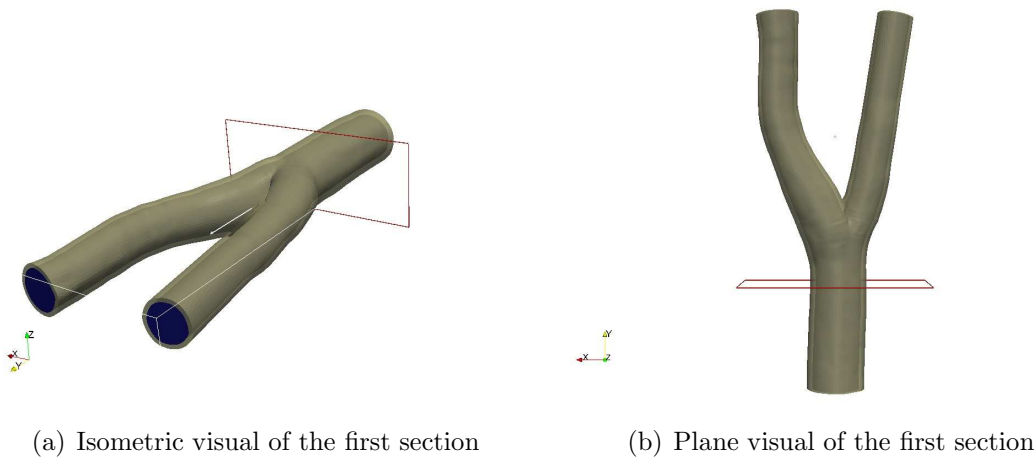 Z
X
Y
Y
X
Z
(a) Isometric visual of the first section
(b) Plane visual of the first section